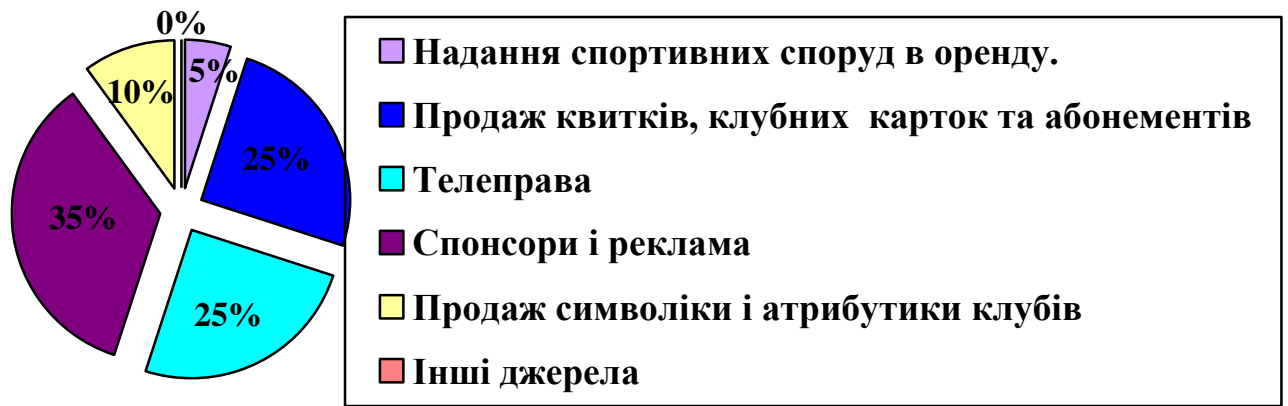 0%
5%
10%
25%
35%
25%
Надання спортивних споруд в оренду.
Продаж квитків, клубних карток та абонементів
Телеправа
Спонсори і реклама
Продаж символіки і атрибутики клубів
Інші джерела